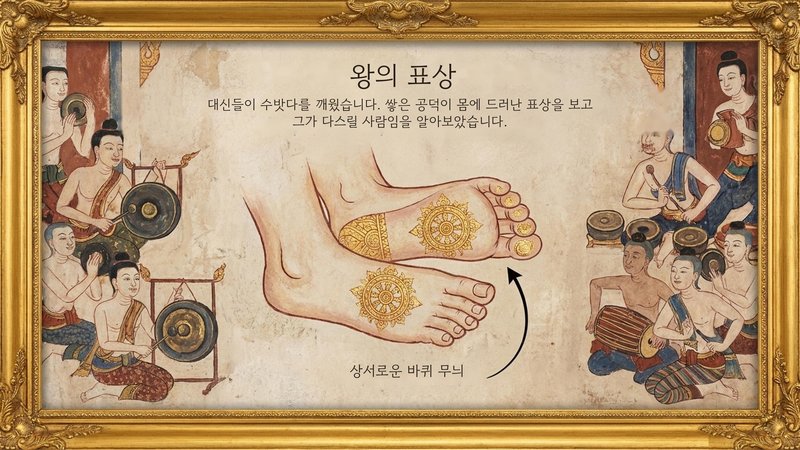 왕의 표상
대신들이 수밧다를 깨웠습니다. 쌓은 공덕이 몸에 드러난 표상을 보고
그가 다스릴 사람임을 알아보았습니다.
상서로운 바퀴 무늬